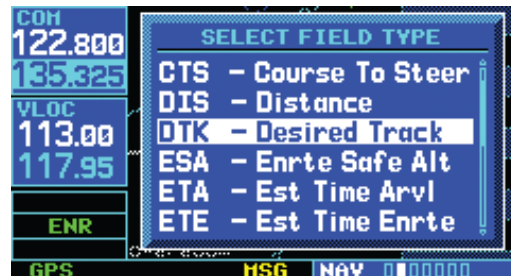 COM
122.800
135.325
VLOC
113.00
117.95
ENR
GPS
SELECT FIELD TYPE
CTS – Course To Steer
DIS – Distance
DTK – Desired Track
ESA – Enrte Safe Alt
ETA – Est Time Arvl
ETE – Est Time Enrte
MSG
NAV